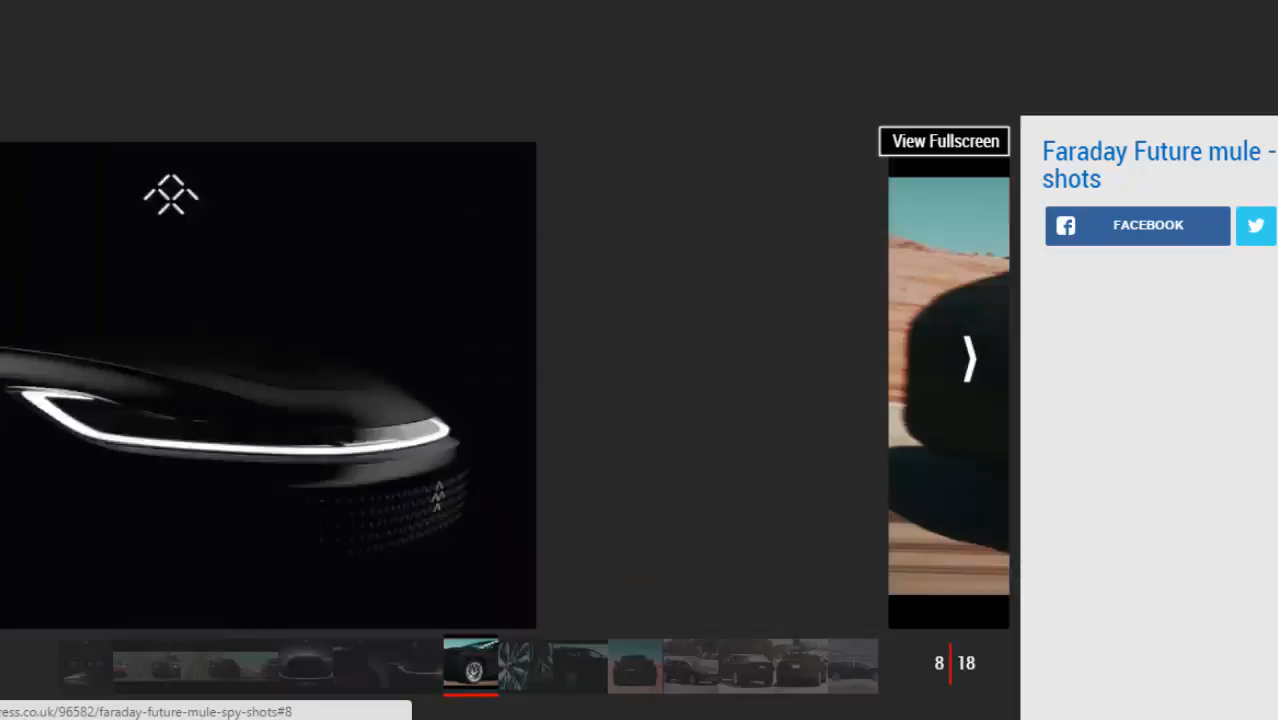 View Fullscreen
Faraday Future mule -
shots
FACEBOOK
8 18
ress.co.uk/96582/faraday-future-mule-spy-shots#8